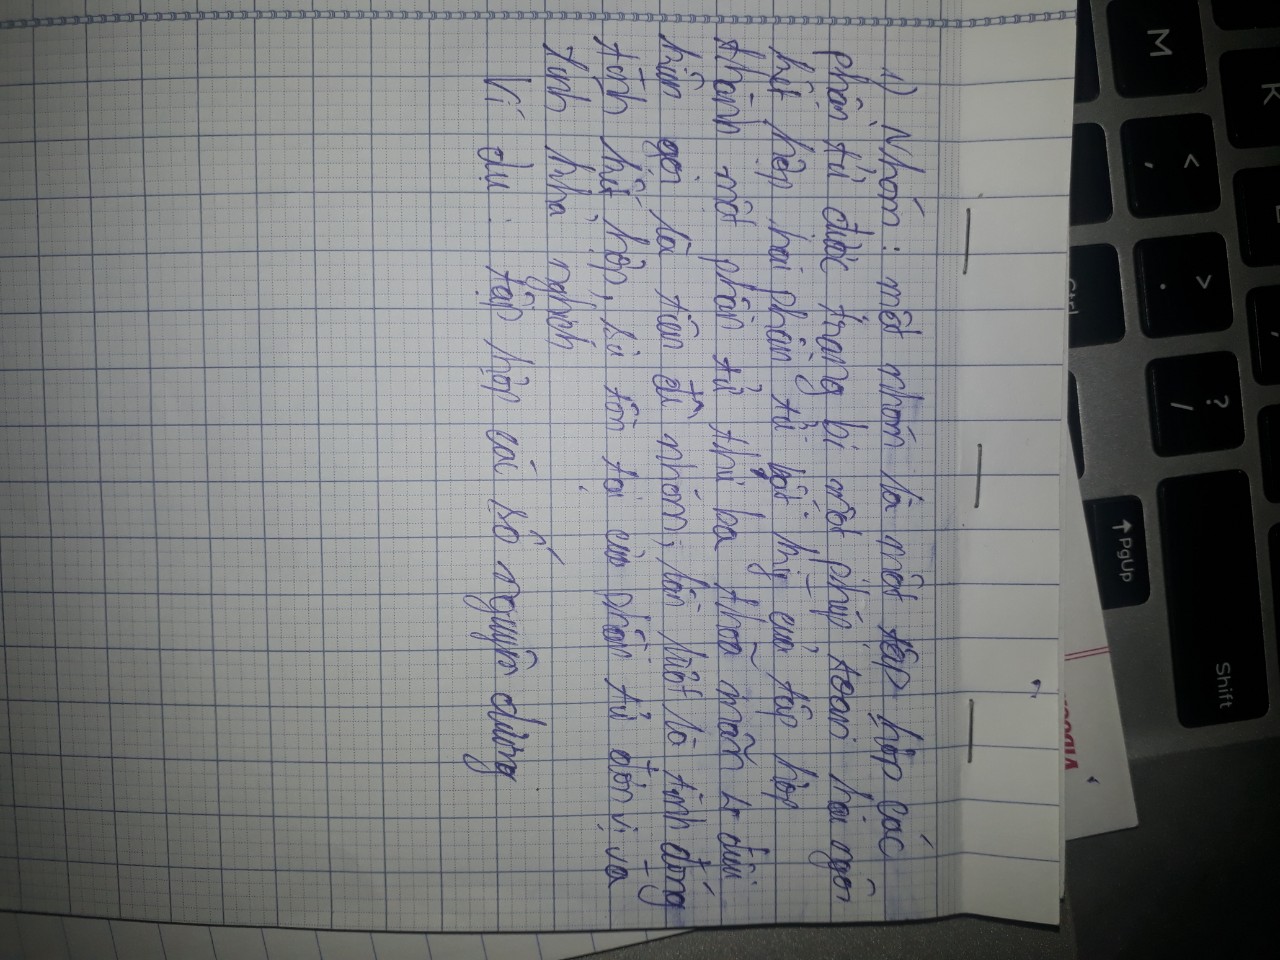 K
Shift
M
<
,
>
.
?
/
↑ PgUp
Ctrl
1) Nhóm: một nhóm là một tập hợp các
phần tử được trang bị một phép toán hai ngôi
kết hợp hai phần tử bất kỳ của tập hợp
thành một phần tử thứ ba thoả mãn 4 điều
kiện gọi là tiên đề nhóm, lần lượt là tính đóng
tính kết hợp, sự tồn tại của phần tử đơn vị và
tính khả nghịch
Ví dụ: tập hợp các số nguyên dương